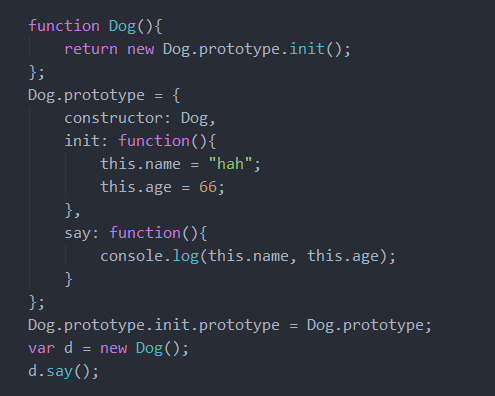 function Dog(){
    return new Dog.prototype.init();
};
Dog.prototype = {
    constructor: Dog,
    init: function(){
        this.name = "hah";
        this.age = 66;
    },
    say: function(){
        console.log(this.name, this.age);
    }
};
Dog.prototype.init.prototype = Dog.prototype;
var d = new Dog();
d.say();